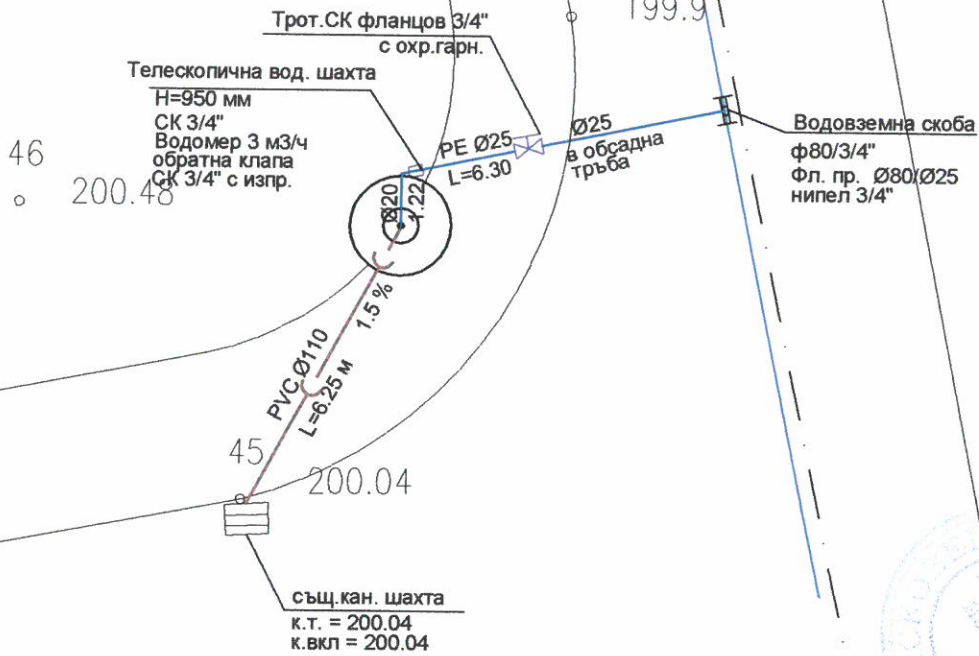 Трот.СК фланцов 3/4"
с охр.гарн.
199.9
Телескопична вод. шахта
H=950 мм
СК 3/4"
Водомер 3 м3/ч
обратна клапа
СК 3/4" с изпр.
46
200.48
PE Ø25
L=6.30
Ø25
в обсадна
тръба
Водовземна скоба
ф80/3/4"
Фл. пр. Ø80/Ø25
нипел 3/4"
Ø20
1.22
1.5 %
PVC Ø110
L=6.25 м
45
200.04
същ.кан. шахта
к.т. = 200.04
к.вкл = 200.04